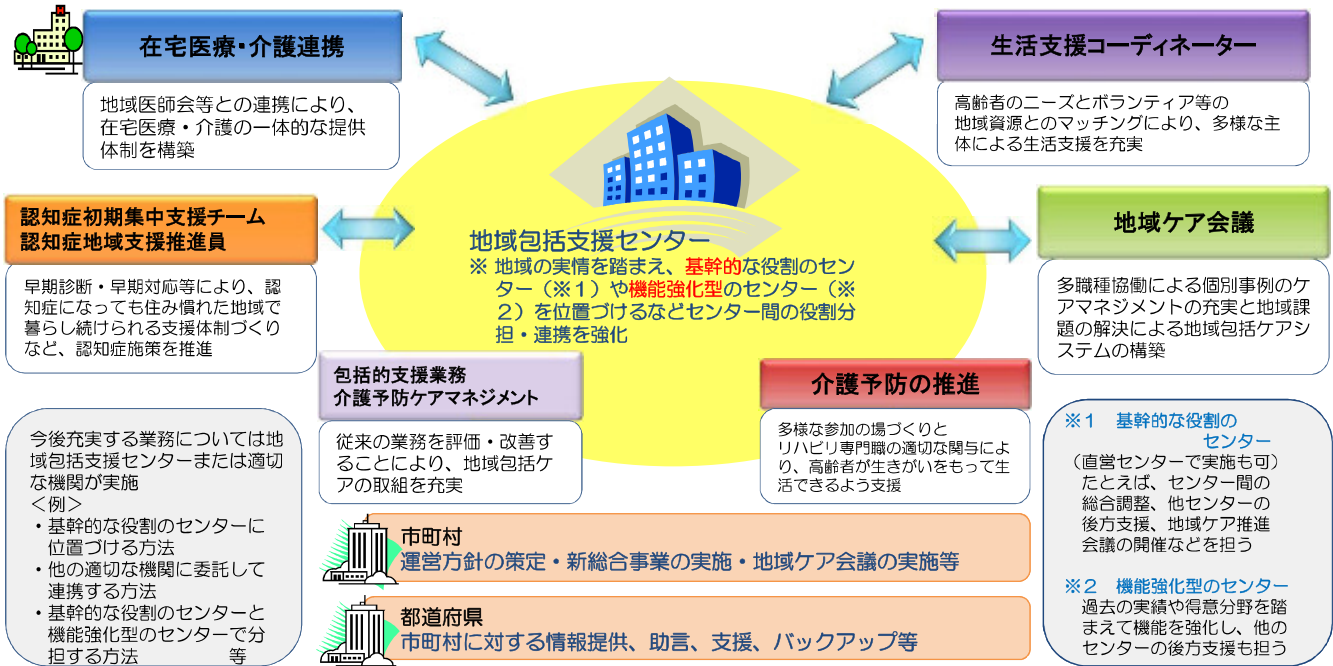 在宅医療・介護連携
地域医師会等との連携により、
在宅医療・介護の一体的な提供
体制を構築
生活支援コーディネーター
高齢者のニーズとボランティア等の
地域資源とのマッチングにより、多様な主
体による生活支援を充実
認知症初期集中支援チーム
認知症地域支援推進員
早期診断・早期対応等により、認
知症になっても住み慣れた地域で
暮らし続けられる支援体制づくり
など、認知症施策を推進
地域包括支援センター
※ 地域の実情を踏まえ、基幹的な役割のセン
ター（※１）や機能強化型のセンター（※
２）を位置づけるなどセンター間の役割分
担・連携を強化
地域ケア会議
多職種協働による個別事例のケ
アマネジメントの充実と地域課
題の解決による地域包括ケアシ
ステムの構築
包括的支援業務
介護予防ケアマネジメント
従来の業務を評価・改善す
ることにより、地域包括ケ
アの取組を充実
介護予防の推進
多様な参加の場づくりと
リハビリ専門職の適切な関与によ
り、高齢者が生きがいをもって生
活できるよう支援
今後充実する業務については地
域包括支援センターまたは適切
な機関が実施
＜例＞
・基幹的な役割のセンターに
位置づける方法
・他の適切な機関に委託して
連携する方法
・基幹的な役割のセンターと
機能強化型のセンターで分
担する方法 等
市町村
運営方針の策定・新総合事業の実施・地域ケア会議の実施等
都道府県
市町村に対する情報提供、助言、支援、バックアップ等
※１ 基幹的な役割の
センター
（直営センターで実施も可）
たとえば、センター間の
総合調整、他センターの
後方支援、地域ケア推進
会議の開催などを担う
※２ 機能強化型のセンター
過去の実績や得意分野を踏
まえて機能を強化し、他の
センターの後方支援も担う
H